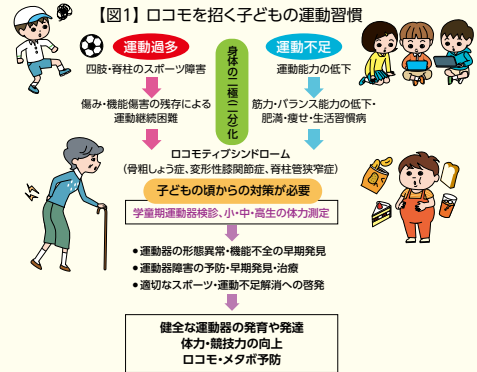 【図1】 ロコモを招く子どもの運動習慣
運動過多
四肢・脊柱のスポーツ障害
傷み・機能傷害の残存による
運動継続困難
身体の二極(二分)化
運動不足
運動能力の低下
筋力・バランス能力の低下・
肥満・痩せ・生活習慣病
ロコモティブシンドローム
(骨粗しょう症、変形性膝関節症、脊柱管狭窄症)
子どもの頃からの対策が必要
学童期運動器検診、小・中・高生の体力測定
●運動器の形態異常・機能不全の早期発見
●運動器障害の予防・早期発見・治療
●適切なスポーツ・運動不足解消への啓発
健全な運動器の発育や発達
体力・競技力の向上
ロコモ・メタボ予防